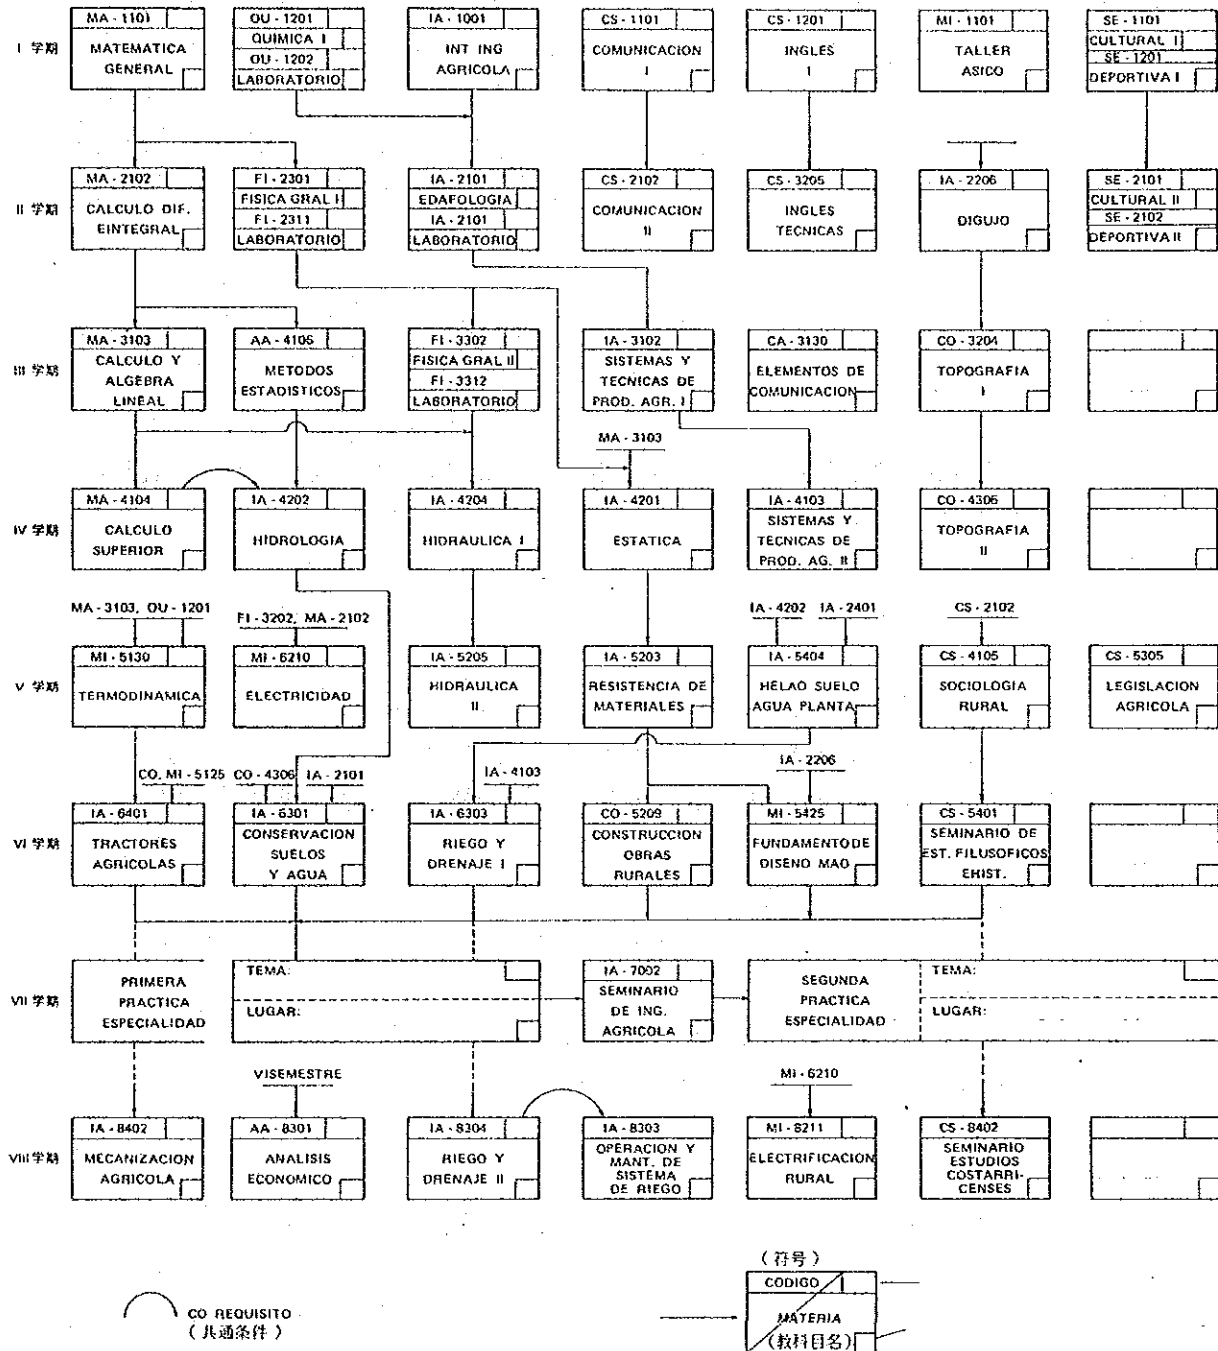 I 学期
MA - 1101
MATEMATICA
GENERAL
OU - 1201
QUIMICA I
OU - 1202
LABORATORIO
IA - 1001
INT ING
AGRICOLA
CS - 1101
COMUNICACION
I
CS - 1201
INGLES
I
MI - 1101
TALLER
ASICO
SE - 1101
CULTURAL I
SE - 1201
DEPORTIVA I
II 学期
MA - 2102
CALCULO DIF.
EINTEGRAL
FI - 2301
FISICA GRAL I
FI - 2311
LABORATORIO
IA - 2101
EDAFOLOGIA
IA - 2101
LABORATORIO
CS - 2102
COMUNICACION
II
CS - 3205
INGLES
TECNICAS
IA - 2206
DIGUJO
SE - 2101
CULTURAL II
SE - 2102
DEPORTIVA II
III 学期
MA - 3103
CALCULO Y
ALGEBRA
LINEAL
AA - 4106
METODOS
ESTADISTICOS
FI - 3302
FISICA GRAL II
FI - 3312
LABORATORIO
IA - 3102
SISTEMAS Y
TECNICAS DE
PROD. AGR. I
CA - 3130
ELEMENTOS DE
COMUNICACION
CO - 3204
TOPOGRAFIA
I
MA - 3103
IV 学期
MA - 4104
CALCULO
SUPERIOR
IA - 4202
HIDROLOGIA
IA - 4204
HIDRAULICA I
IA - 4201
ESTATICA
IA - 4103
SISTEMAS Y
TECNICAS DE
PROD. AG. II
CO - 4306
TOPOGRAFIA
II
MA - 3103, OU - 1201
FI - 3202, MA - 2102
IA - 4202
IA - 2401
CS - 2102
V 学期
MI - 5130
TERMODINAMICA
MI - 6210
ELECTRICIDAD
IA - 5205
HIDRAULICA
II
IA - 5203
RESISTENCIA DE
MATERIALES
IA - 5404
HELAO SUELO
AGUA PLANTA
CS - 4105
SOCIOLOGIA
RURAL
CS - 5305
LEGISLACION
AGRICOLA
CO. MI - 5125
CO - 4306
IA - 2101
IA - 4103
IA - 2206
VI 学期
IA - 6401
TRACTORES
AGRICOLAS
IA - 6301
CONSERVACION
SUELOS
Y AGUA
IA - 6303
RIEGO Y
DRENAJE I
CO - 5209
CONSTRUCCION
OBRAS
RURALES
MI - 5425
FUNDAMENTO DE
DISENO MAO
CS - 5401
SEMINARIO DE
EST. FILUSOFICOS
EHIST.
VII 学期
PRIMERA
PRACTICA
ESPECIALIDAD
TEMA:
LUGAR:
IA - 7002
SEMINARIO
DE ING.
AGRICOLA
SEGUNDA
PRACTICA
ESPECIALIDAD
TEMA:
LUGAR:
VISEMESTRE
MI - 6210
VIII 学期
IA - 8402
MECANIZACION
AGRICOLA
AA - 8301
ANALISIS
ECONOMICO
IA - 8304
RIEGO Y
DRENAJE II
IA - 8303
OPERACION Y
MANT. DE
SISTEMA
DE RIEGO
MI - 8211
ELECTRIFICACION
RURAL
CS - 8402
SEMINARIO
ESTUDIOS
COSTARRI-
CENSES
CO REQUISITO
(共通条件)
(符号)
CODIGO
MATERIA
(教科目名)